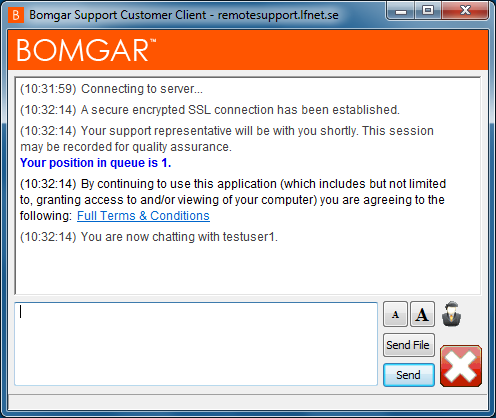 B Bomgar Support Customer Client - remotesupport.lfnet.se
BOMGAR™
(10:31:59) Connecting to server...
(10:32:14) A secure encrypted SSL connection has been established.
(10:32:14) Your support representative will be with you shortly. This session
may be recorded for quality assurance.
Your position in queue is 1.
(10:32:14) By continuing to use this application (which includes but not limited
to, granting access to and/or viewing of your computer) you are agreeing to the
following: Full Terms & Conditions
(10:32:14) You are now chatting with testuser1.
A A
Send File
Send